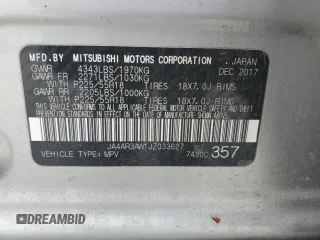 MFD. BY MITSUBISHI MOTORS CORPORATION , JAPAN
GVWR 4343LBS/1970KG DEC 2017
GAWR FR 2271LBS/1030KG
WITH P225/55R18 TIRES 18X7.0J RIMS
GAWR RR 2205LBS/1000KG
WITH P225/55R18 TIRES 18X7.0J RIMS
JA4AR3AW1JZ033627
VEHICLE TYPE: MPV 7430C 357
AUTOBIDMASTER